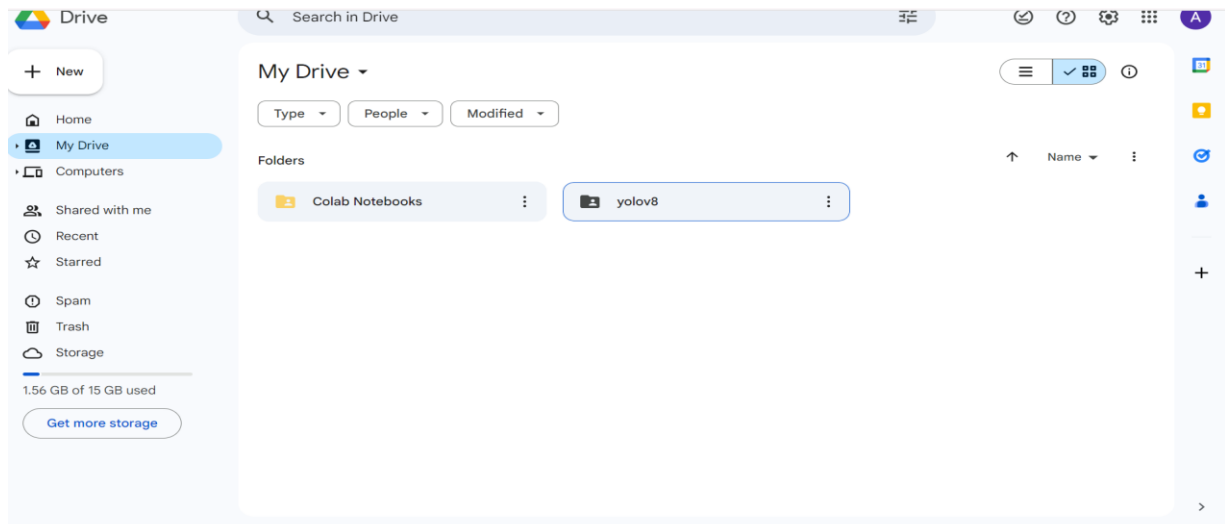 Drive
Search in Drive
A
New
My Drive
31
Type
People
Modified
Home
My Drive
Computers
Folders
Name
Colab Notebooks
yolov8
Shared with me
Recent
Starred
Spam
Trash
Storage
1.56 GB of 15 GB used
Get more storage